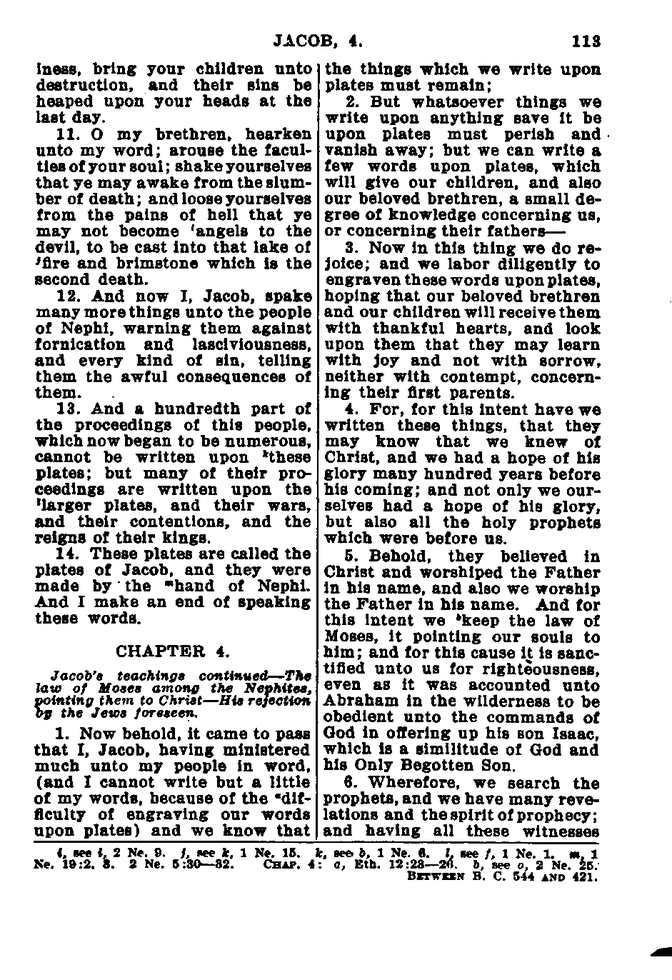 JACOB, 4. 113
iness, bring your children unto
destruction, and their sins be
heaped upon your heads at the
last day.
11. O my brethren, hearken
unto my word; arouse the facul-
ties of your soul; shake yourselves
that ye may awake from the slum-
ber of death; and loose yourselves
from the pains of hell that ye
may not become ⁱangels to the
devil, to be cast into that lake of
ʲfire and brimstone which is the
second death.
12. And now I, Jacob, spake
many more things unto the people
of Nephi, warning them against
fornication and lasciviousness,
and every kind of sin, telling
them the awful consequences of
them.
13. And a hundredth part of
the proceedings of this people,
which now began to be numerous,
cannot be written upon ᵏthese
plates; but many of their pro-
ceedings are written upon the
ˡlarger plates, and their wars,
and their contentions, and the
reigns of their kings.
14. These plates are called the
plates of Jacob, and they were
made by the ᵐhand of Nephi.
And I make an end of speaking
these words.
CHAPTER 4.
Jacob's teachings continued—The
law of Moses among the Nephites,
pointing them to Christ—His rejection
by the Jews foreseen.
1. Now behold, it came to pass
that I, Jacob, having ministered
much unto my people in word,
(and I cannot write but a little
of my words, because of the ᵃdif-
ficulty of engraving our words
upon plates) and we know that
the things which we write upon
plates must remain;
2. But whatsoever things we
write upon anything save it be
upon plates must perish and
vanish away; but we can write a
few words upon plates, which
will give our children, and also
our beloved brethren, a small de-
gree of knowledge concerning us,
or concerning their fathers—
3. Now in this thing we do re-
joice; and we labor diligently to
engraven these words upon plates,
hoping that our beloved brethren
and our children will receive them
with thankful hearts, and look
upon them that they may learn
with joy and not with sorrow,
neither with contempt, concern-
ing their first parents.
4. For, for this intent have we
written these things, that they
may know that we knew of
Christ, and we had a hope of his
glory many hundred years before
his coming; and not only we our-
selves had a hope of his glory,
but also all the holy prophets
which were before us.
5. Behold, they believed in
Christ and worshiped the Father
in his name, and also we worship
the Father in his name. And for
this intent we ᵇkeep the law of
Moses, it pointing our souls to
him; and for this cause it is sanc-
tified unto us for righteousness,
even as it was accounted unto
Abraham in the wilderness to be
obedient unto the commands of
God in offering up his son Isaac,
which is a similitude of God and
his Only Begotten Son.
6. Wherefore, we search the
prophets, and we have many reve-
lations and the spirit of prophecy;
and having all these witnesses
i, see i, 2 Ne. 9. j, see k, 1 Ne. 15. k, see b, 1 Ne. 6. l, see f, 1 Ne. 1. m, 1
Ne. 19:2, 3. 2 Ne. 5:30—32. CHAP. 4: a, Eth. 12:23—26. b, see o, 2 Ne. 25.
BETWEEN B. C. 544 AND 421.